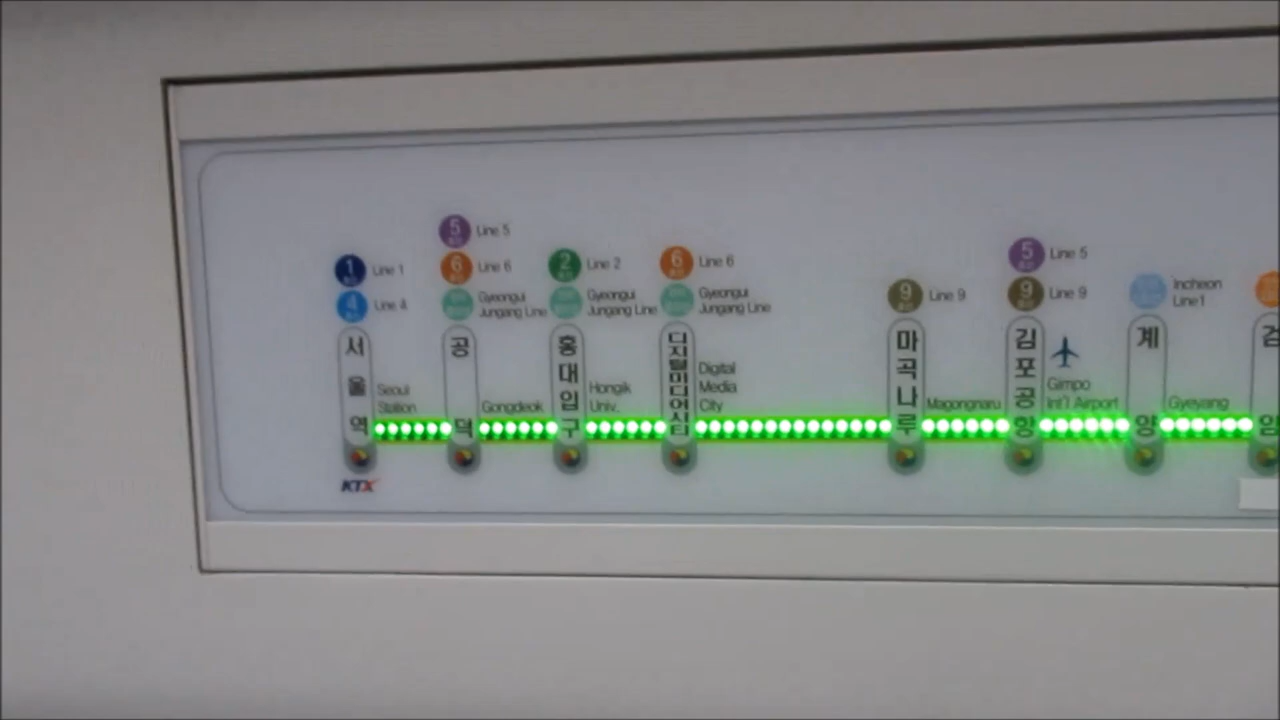 1 Line 1
4 Line 4
서울역
Seoul
Station
KTX
5 Line 5
6 Line 6
Gyeongui
Jungang Line
공덕
Gongdeok
2 Line 2
Gyeongui
Jungang Line
홍대입구
Hongik
Univ.
6 Line 6
Gyeongui
Jungang Line
디지털미디어시티
Digital
Media
City
9 Line 9
마곡나루
Magongnaru
5 Line 5
9 Line 9
김포공항
Gimpo
Int'l Airport
Incheon
Line1
계양
Gyeyang
검암